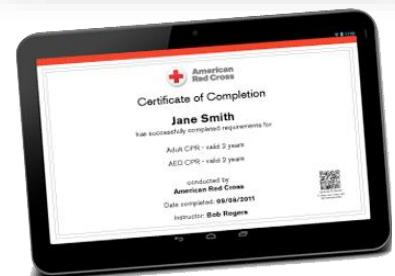 American
Red Cross
Certificate of Completion
Jane Smith
has successfully completed requirements for
Adult CPR - valid 2 years
AED CPR - valid 2 years
conducted by
American Red Cross
Date completed: 09/09/2011
Instructor: Bob Rogers